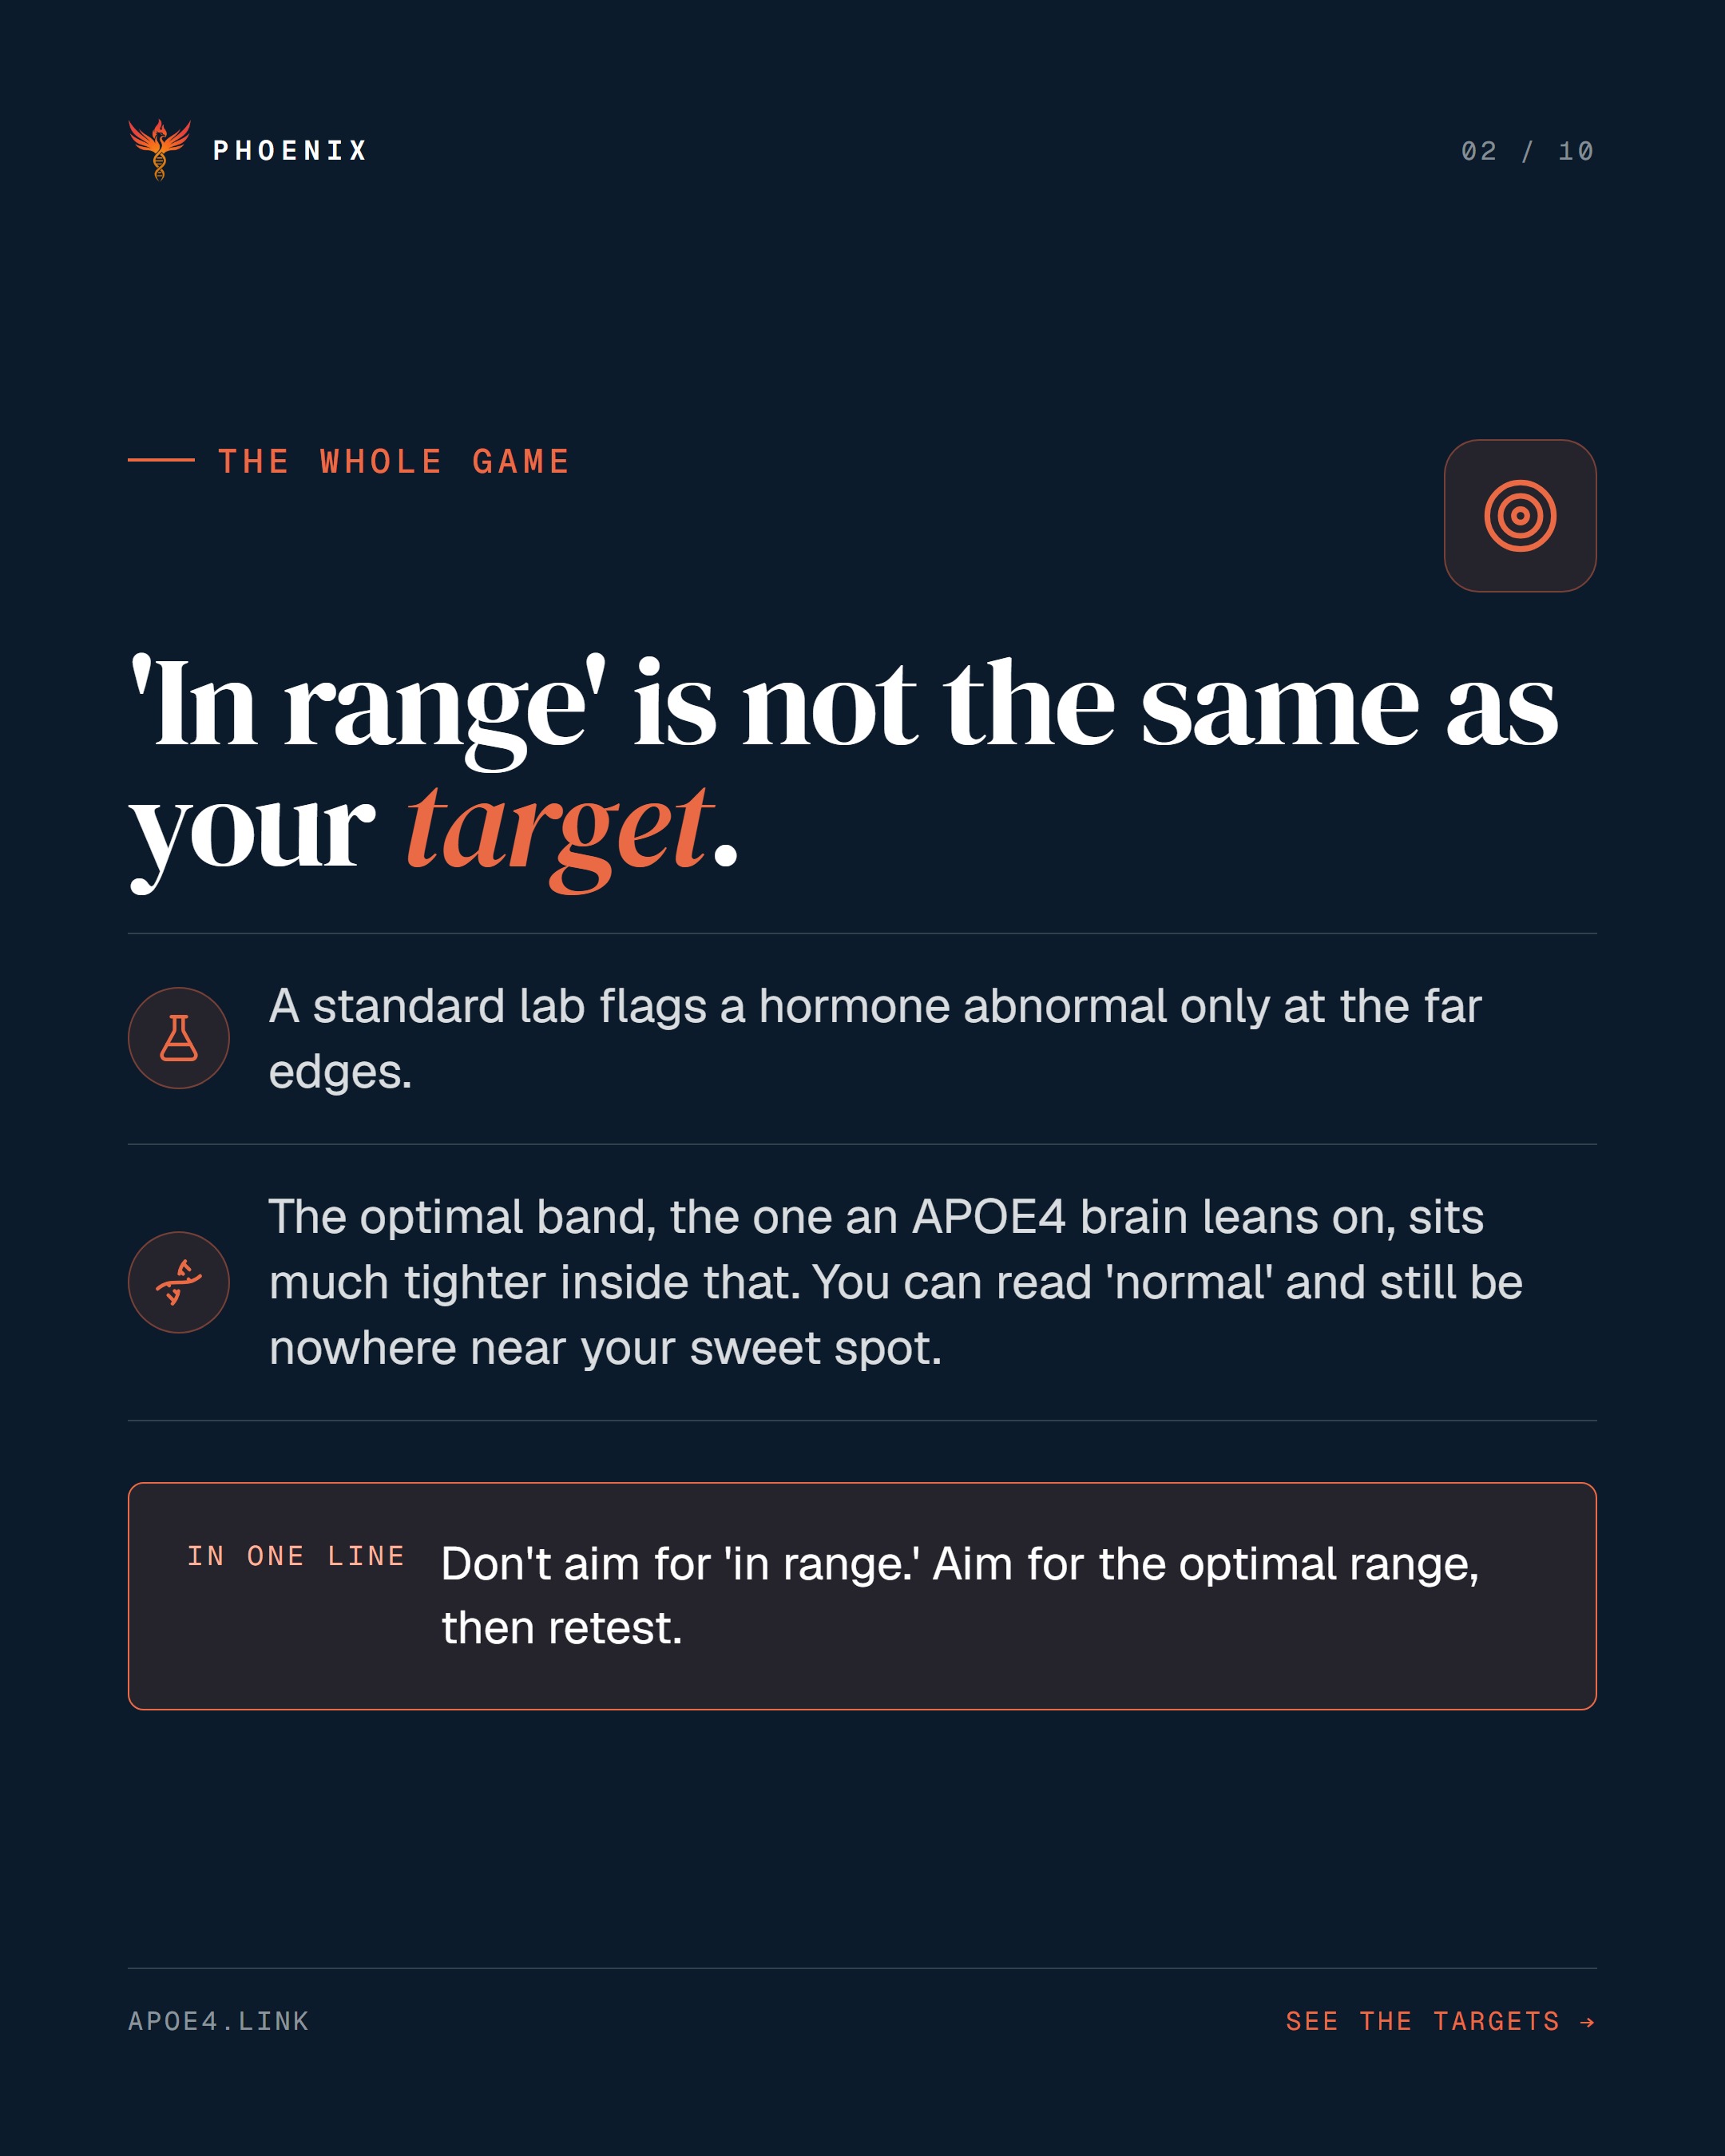 PHOENIX
02 / 10
THE WHOLE GAME
'In range' is not the same as
your target.
A standard lab flags a hormone abnormal only at the far
edges.
The optimal band, the one an APOE4 brain leans on, sits
much tighter inside that. You can read 'normal' and still be
nowhere near your sweet spot.
IN ONE LINE
Don't aim for 'in range.' Aim for the optimal range,
then retest.
APOE4.LINK
SEE THE TARGETS →